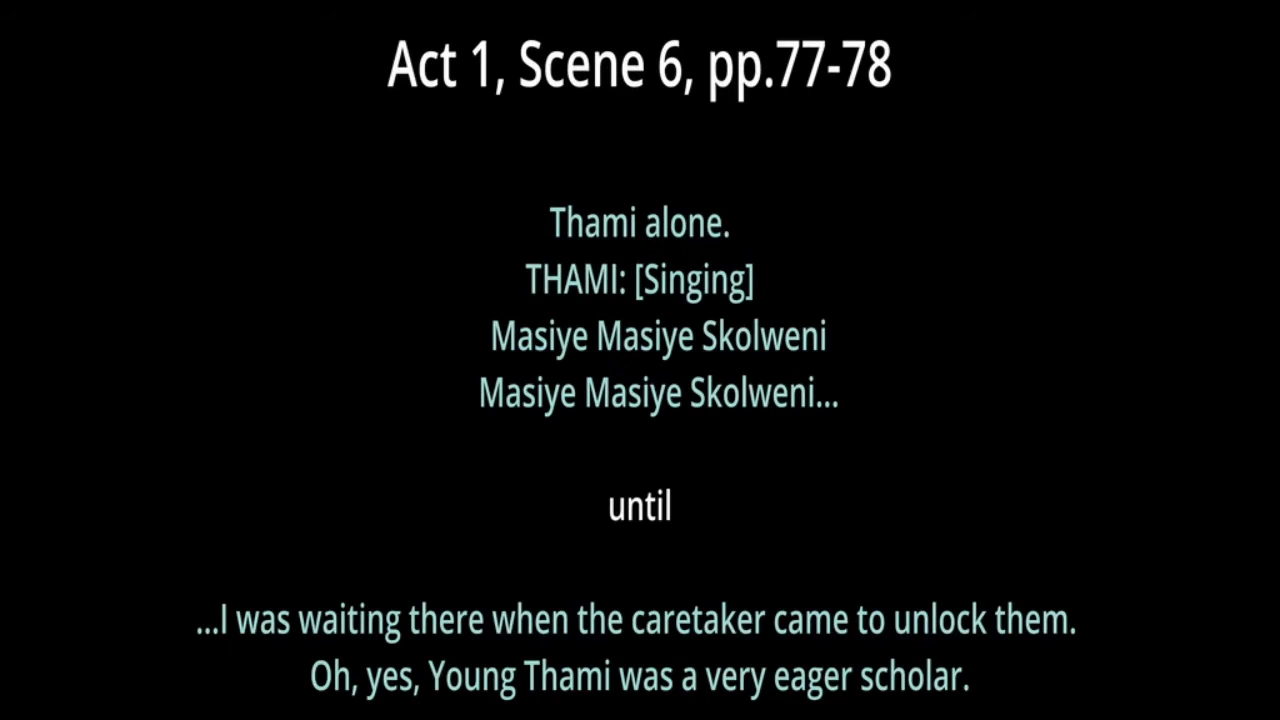 Act 1, Scene 6, pp.77-78
Thami alone.
THAMI: [Singing]
Masiye Masiye Skolweni
Masiye Masiye Skolweni...
until
...I was waiting there when the caretaker came to unlock them.
Oh, yes, Young Thami was a very eager scholar.